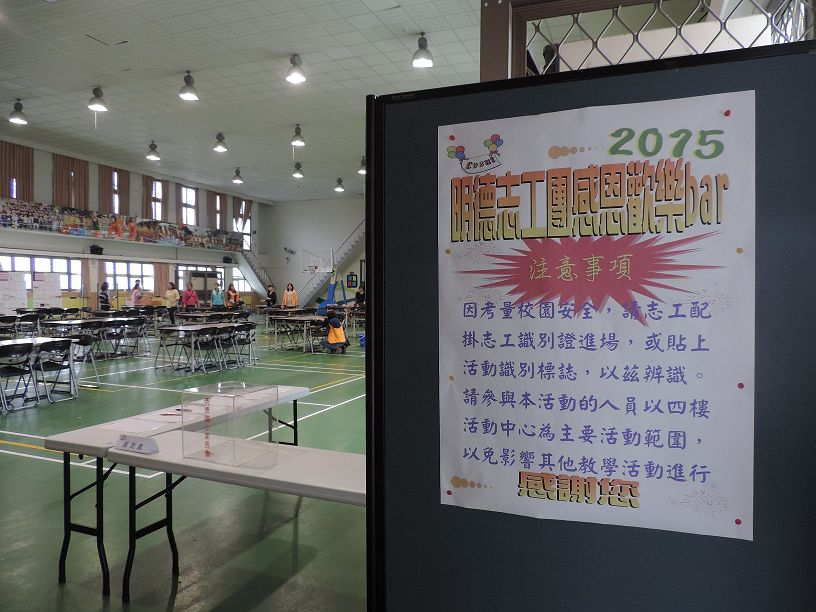 2015
Event
明德志工團感恩歡樂bar
注意事項
因考量校園安全，請志工配
掛志工識別證進場，或貼上
活動識別標誌，以茲辨識。
請參與本活動的人員以四樓
活動中心為主要活動範圍，
以免影響其他教學活動進行
感謝您